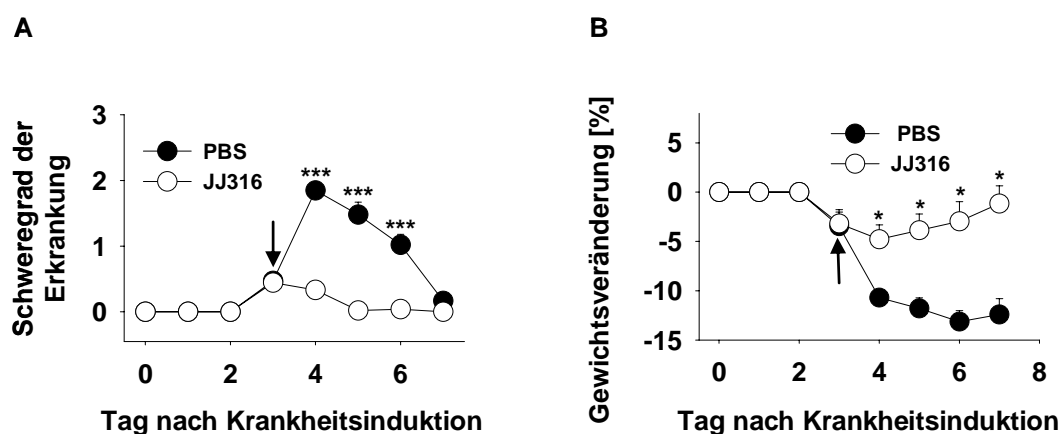 A
Schweregrad der
Erkrankung
3
2
1
0
PBS
JJ316
***
***
***
0
2
4
6
Tag nach Krankheitsinduktion
B
Gewichtsveränderung [%]
5
0
-5
-10
-15
PBS
JJ316
*
*
*
*
0
2
4
6
8
Tag nach Krankheitsinduktion